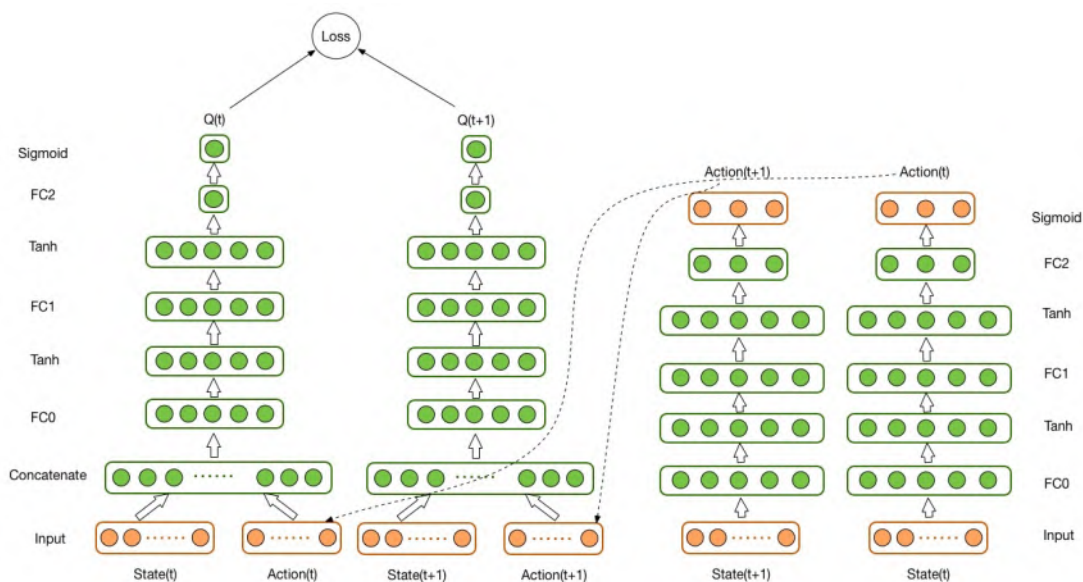 Loss
Q(t)
Q(t+1)
Sigmoid
FC2
Tanh
FC1
Tanh
FC0
Concatenate
Input
State(t)
Action(t)
State(t+1)
Action(t+1)
Action(t+1)
Action(t)
Sigmoid
FC2
Tanh
FC1
Tanh
FC0
Input
State(t+1)
State(t)